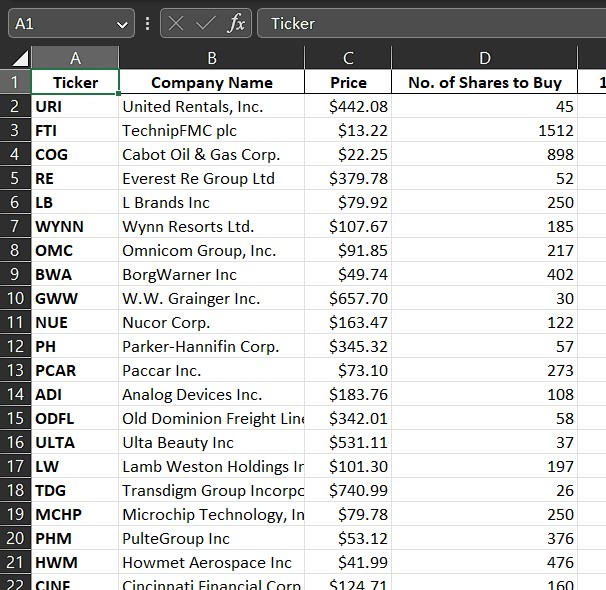 A1 fx Ticker
A B C D
1 Ticker Company Name Price No. of Shares to Buy 1
2 URI United Rentals, Inc. $442.08 45
3 FTI TechnipFMC plc $13.22 1512
4 COG Cabot Oil & Gas Corp. $22.25 898
5 RE Everest Re Group Ltd $379.78 52
6 LB L Brands Inc $79.92 250
7 WYNN Wynn Resorts Ltd. $107.67 185
8 OMC Omnicom Group, Inc. $91.85 217
9 BWA BorgWarner Inc $49.74 402
10 GWW W.W. Grainger Inc. $657.70 30
11 NUE Nucor Corp. $163.47 122
12 PH Parker-Hannifin Corp. $345.32 57
13 PCAR Paccar Inc. $73.10 273
14 ADI Analog Devices Inc. $183.76 108
15 ODFL Old Dominion Freight Line $342.01 58
16 ULTA Ulta Beauty Inc $531.11 37
17 LW Lamb Weston Holdings Ir $101.30 197
18 TDG Transdigm Group Incorpo $740.99 26
19 MCHP Microchip Technology, In $79.78 250
20 PHM PulteGroup Inc $53.12 376
21 HWM Howmet Aerospace Inc $41.99 476
22 CINF Cincinnati Financial Corp $124.71 160